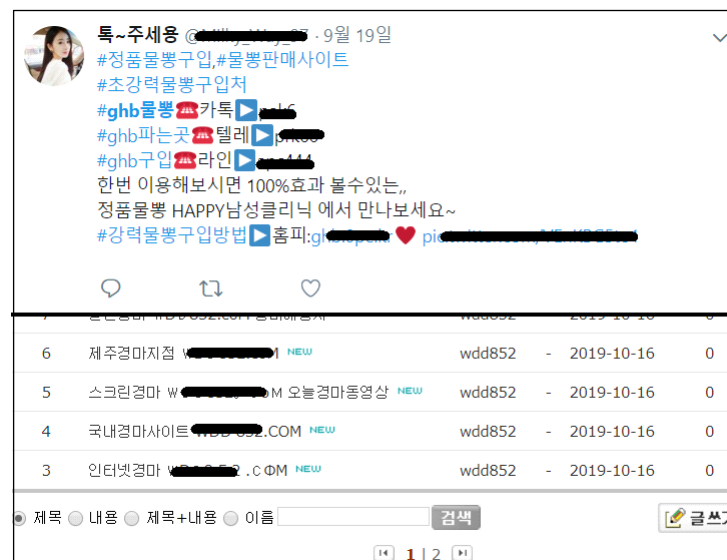 톡~주세용 · 9월 19일
#정품물뽕구입,#물뽕판매사이트
#초강력물뽕구입처
#ghb물뽕☎카톡▶
#ghb파는곳☎텔레▶
#ghb구입☎라인▶
한번 이용해보시면 100%효과 볼수있는,,
정품물뽕 HAPPY남성클리닉 에서 만나보세요~
#강력물뽕구입방법▶홈피: ♥
wdd852 - 2019-10-16 0
6 제주경마지점 NEW wdd852 - 2019-10-16 0
5 스크린경마 오늘경마동영상 NEW wdd852 - 2019-10-16 0
4 국내경마사이트 .COM NEW wdd852 - 2019-10-16 0
3 인터넷경마 NEW wdd852 - 2019-10-16 0
제목 내용 제목+내용 이름 검색 글쓰기
1 | 2